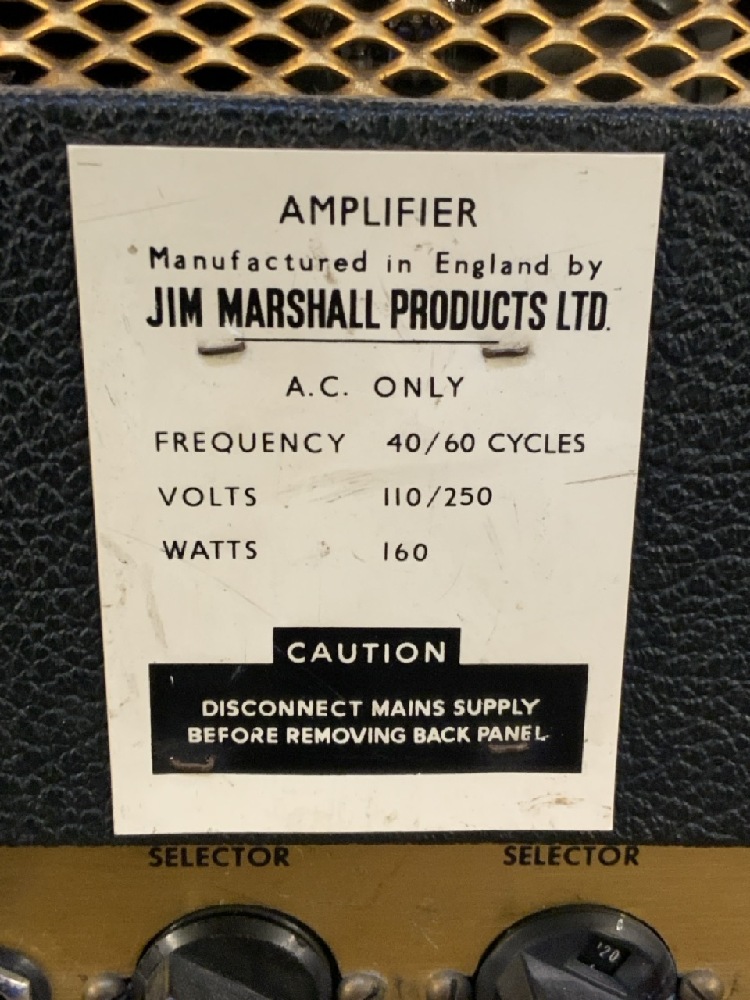 AMPLIFIER
Manufactured in England by
JIM MARSHALL PRODUCTS LTD.
A.C. ONLY
FREQUENCY 40/60 CYCLES
VOLTS 110/250
WATTS 160
CAUTION
DISCONNECT MAINS SUPPLY
BEFORE REMOVING BACK PANEL
SELECTOR SELECTOR
120